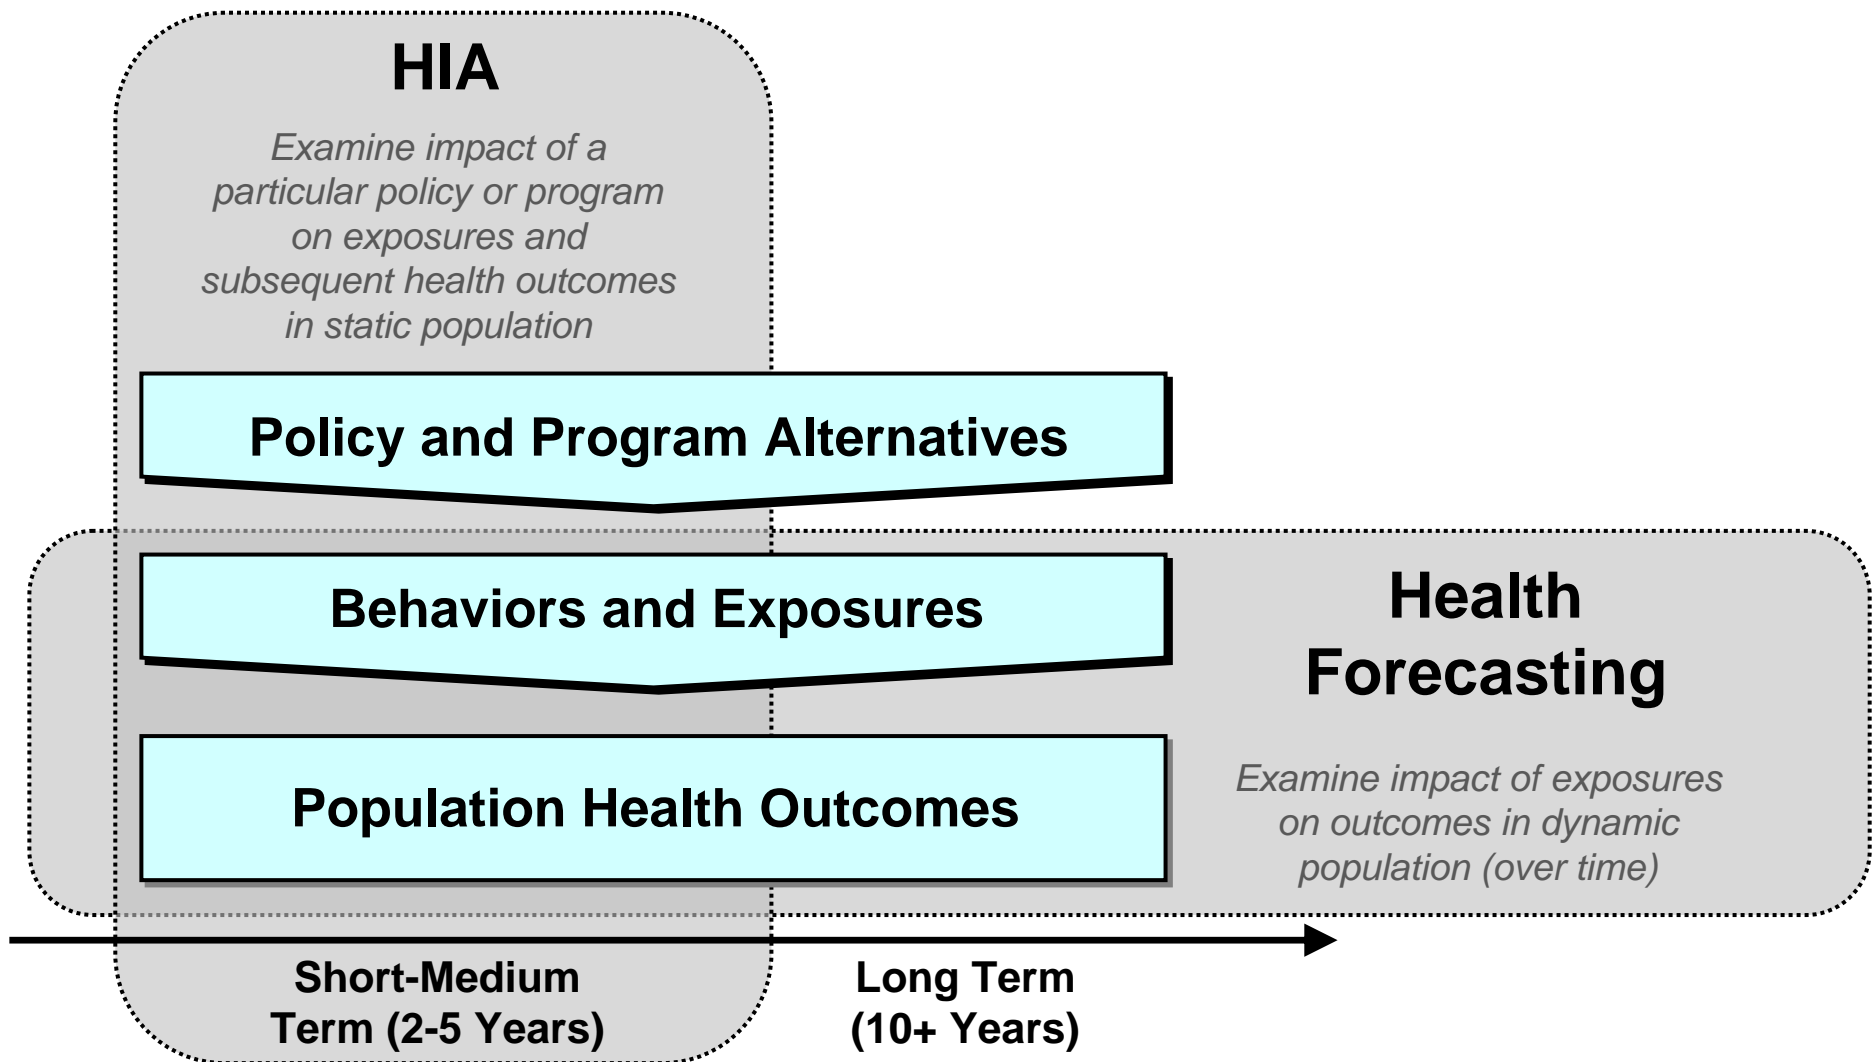 HIA
Examine impact of a
particular policy or program
on exposures and
subsequent health outcomes
in static population
Policy and Program Alternatives
Behaviors and Exposures
Population Health Outcomes
Health
Forecasting
Examine impact of exposures
on outcomes in dynamic
population (over time)
Short-Medium
Term (2-5 Years)
Long Term
(10+ Years)